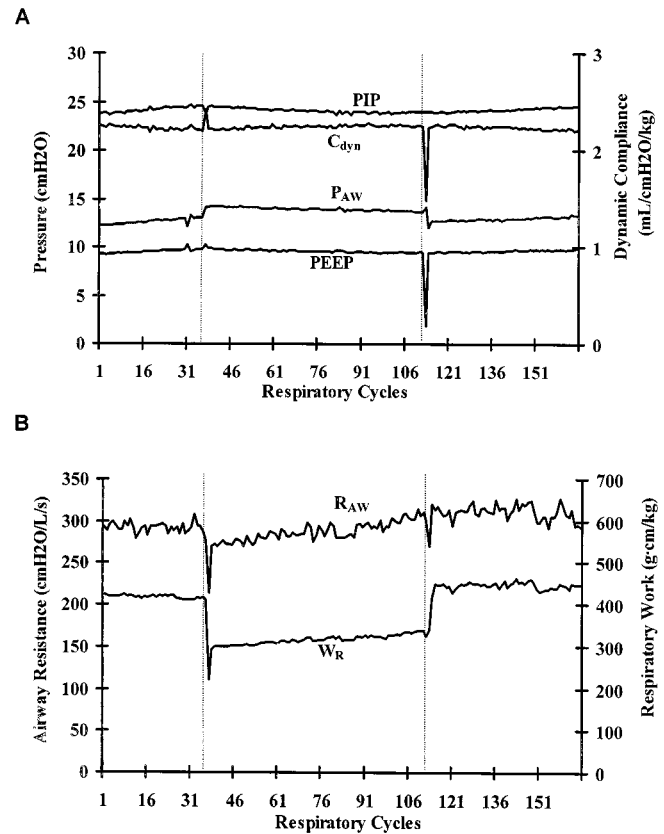 A
30
25
20
15
10
5
0
Pressure (cmH2O)
3
2
1
0
Dynamic Compliance
(mL/cmH2O/kg)
PIP
Cdyn
PAW
PEEP
1 16 31 46 61 76 91 106 121 136 151
Respiratory Cycles
B
350
300
250
200
150
100
50
0
Airway Resistance (cmH2O/L/s)
700
600
500
400
300
200
100
0
Respiratory Work (g·cm/kg)
RAW
WR
1 16 31 46 61 76 91 106 121 136 151
Respiratory Cycles